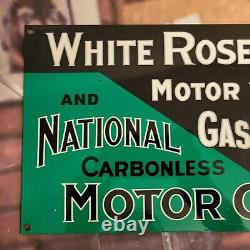 WHITE ROSE
MOTOR
AND
NATIONAL GAS
CARBONLESS
MOTOR